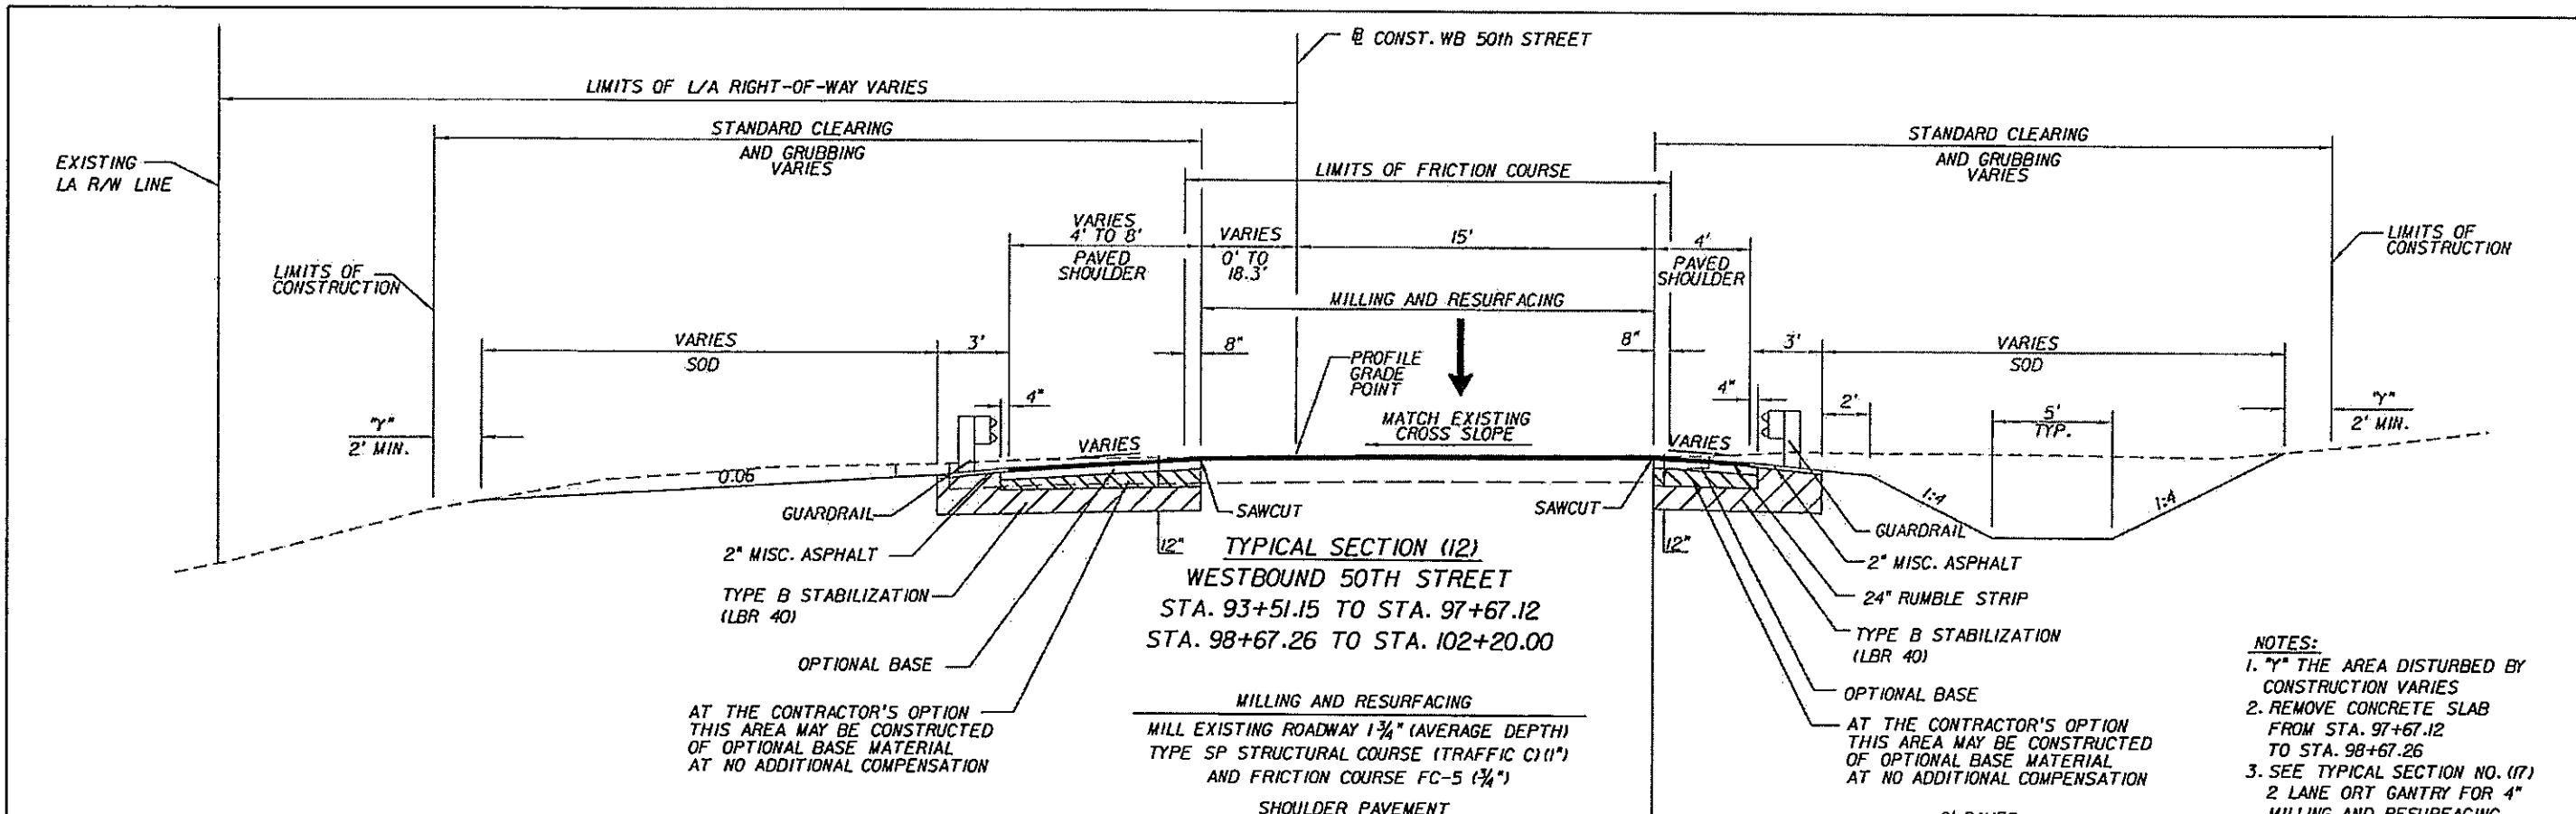 ℄ CONST. WB 50th STREET
LIMITS OF L/A RIGHT-OF-WAY VARIES
STANDARD CLEARING
AND GRUBBING
VARIES
STANDARD CLEARING
AND GRUBBING
VARIES
EXISTING
LA R/W LINE
LIMITS OF FRICTION COURSE
VARIES
4' TO 8'
PAVED
SHOULDER
VARIES
0' TO
18.3'
15'
4'
PAVED
SHOULDER
LIMITS OF
CONSTRUCTION
LIMITS OF
CONSTRUCTION
MILLING AND RESURFACING
VARIES
SOD
3'
8"
PROFILE
GRADE
POINT
8"
3'
VARIES
SOD
"Y"
2' MIN.
4"
MATCH EXISTING
CROSS SLOPE
4"
2'
5'
TYP.
"Y"
2' MIN.
VARIES
VARIES
0.06
1:4
1:4
GUARDRAIL
SAWCUT
SAWCUT
GUARDRAIL
2" MISC. ASPHALT
12"
12"
2" MISC. ASPHALT
TYPE B STABILIZATION
(LBR 40)
24" RUMBLE STRIP
TYPE B STABILIZATION
(LBR 40)
OPTIONAL BASE
OPTIONAL BASE
TYPICAL SECTION (12)
WESTBOUND 50TH STREET
STA. 93+51.15 TO STA. 97+67.12
STA. 98+67.26 TO STA. 102+20.00
AT THE CONTRACTOR'S OPTION
THIS AREA MAY BE CONSTRUCTED
OF OPTIONAL BASE MATERIAL
AT NO ADDITIONAL COMPENSATION
MILLING AND RESURFACING
MILL EXISTING ROADWAY 1¾" (AVERAGE DEPTH)
TYPE SP STRUCTURAL COURSE (TRAFFIC C) (1")
AND FRICTION COURSE FC-5 (¾")
SHOULDER PAVEMENT
AT THE CONTRACTOR'S OPTION
THIS AREA MAY BE CONSTRUCTED
OF OPTIONAL BASE MATERIAL
AT NO ADDITIONAL COMPENSATION
NOTES:
1. "Y" THE AREA DISTURBED BY
CONSTRUCTION VARIES
2. REMOVE CONCRETE SLAB
FROM STA. 97+67.12
TO STA. 98+67.26
3. SEE TYPICAL SECTION NO. (17)
2 LANE ORT GANTRY FOR 4"
MILLING AND RESURFACING